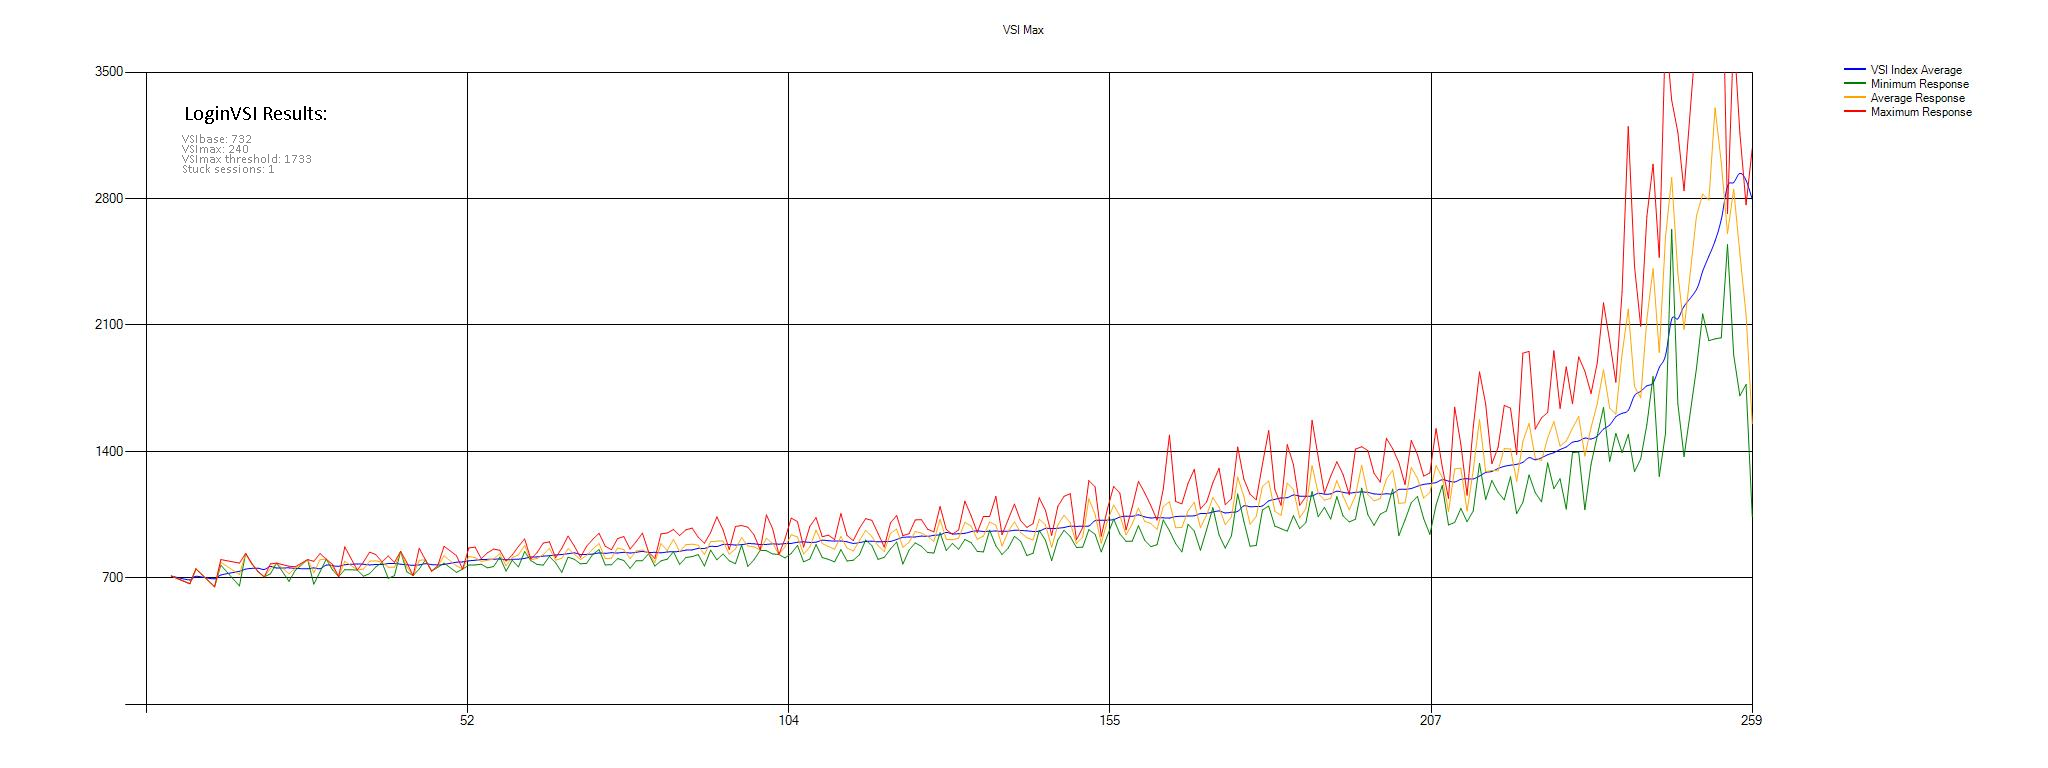 VSI Max
3500
2800
2100
1400
700
LoginVSI Results:
VSIbase: 732
VSImax: 240
VSImax threshold: 1733
Stuck sessions: 1
VSI Index Average
Minimum Response
Average Response
Maximum Response
52
104
155
207
259